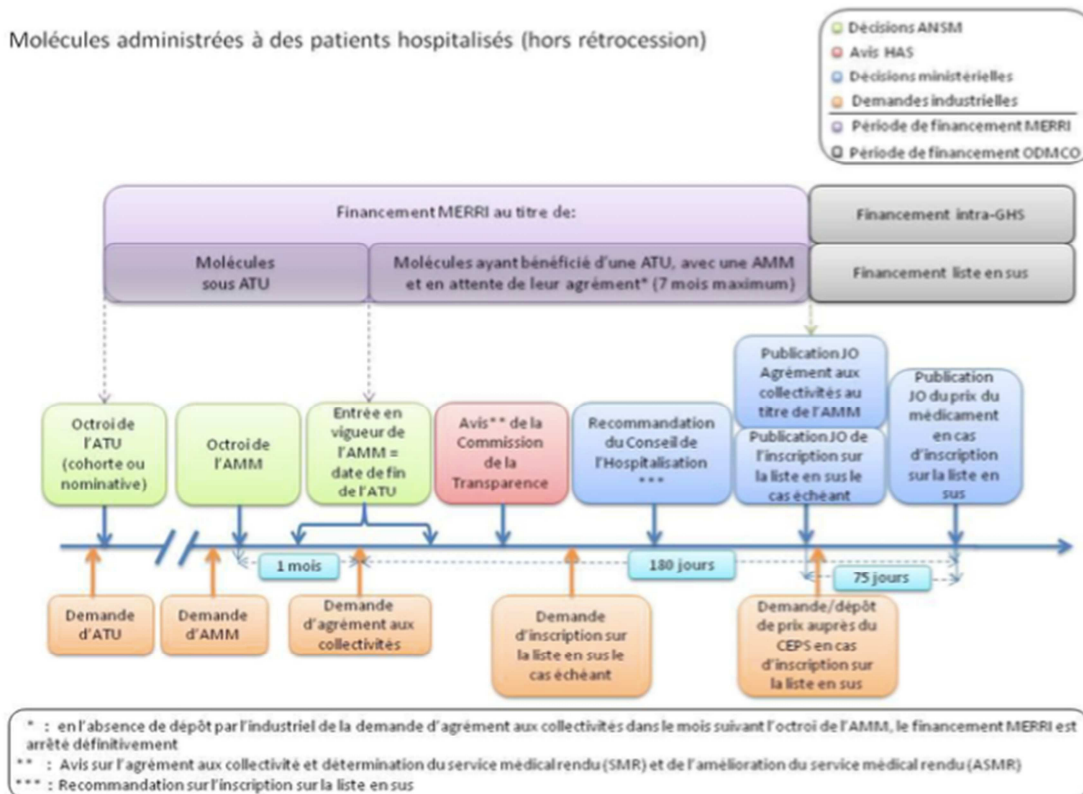 Molécules administrées à des patients hospitalisés (hors rétrocession)
Décisions ANSM
Avis HAS
Décisions ministérielles
Demandes industrielles
Période de financement MERRI
Période de financement ODMCO
Financement MERRI au titre de:
Financement intra-GHS
Molécules
sous ATU
Molécules ayant bénéficié d'une ATU, avec une AMM
et en attente de leur agrément* (7 mois maximum)
Financement liste en sus
Octroi de
l'ATU
(cohorte ou
nominative)
Octroi de
l'AMM
Entrée en
vigueur de
l'AMM =
date de fin
de l'ATU
Avis** de la
Commission
de la
Transparence
Recommandation
du Conseil de
l'Hospitalisation
***
Publication JO
Agrément aux
collectivités au
titre de l'AMM
Publication JO de
l'inscription sur
la liste en sus le
cas échéant
Publication
JO du prix du
médicament
en cas
d'inscription
sur la liste en
sus
1 mois
180 jours
75 jours
Demande
d'ATU
Demande
d'AMM
Demande
d'agrément aux
collectivités
Demande
d'inscription sur
la liste en sus le
cas échéant
Demande/dépôt
de prix auprès du
CEPS en cas
d'inscription sur
la liste en sus
* : en l'absence de dépôt par l'industriel de la demande d'agrément aux collectivités dans le mois suivant l'octroi de l'AMM, le financement MERRI est
arrêté définitivement
** : Avis sur l'agrément aux collectivité et détermination du service médical rendu (SMR) et de l'amélioration du service médical rendu (ASMR)
*** : Recommandation sur l'inscription sur la liste en sus